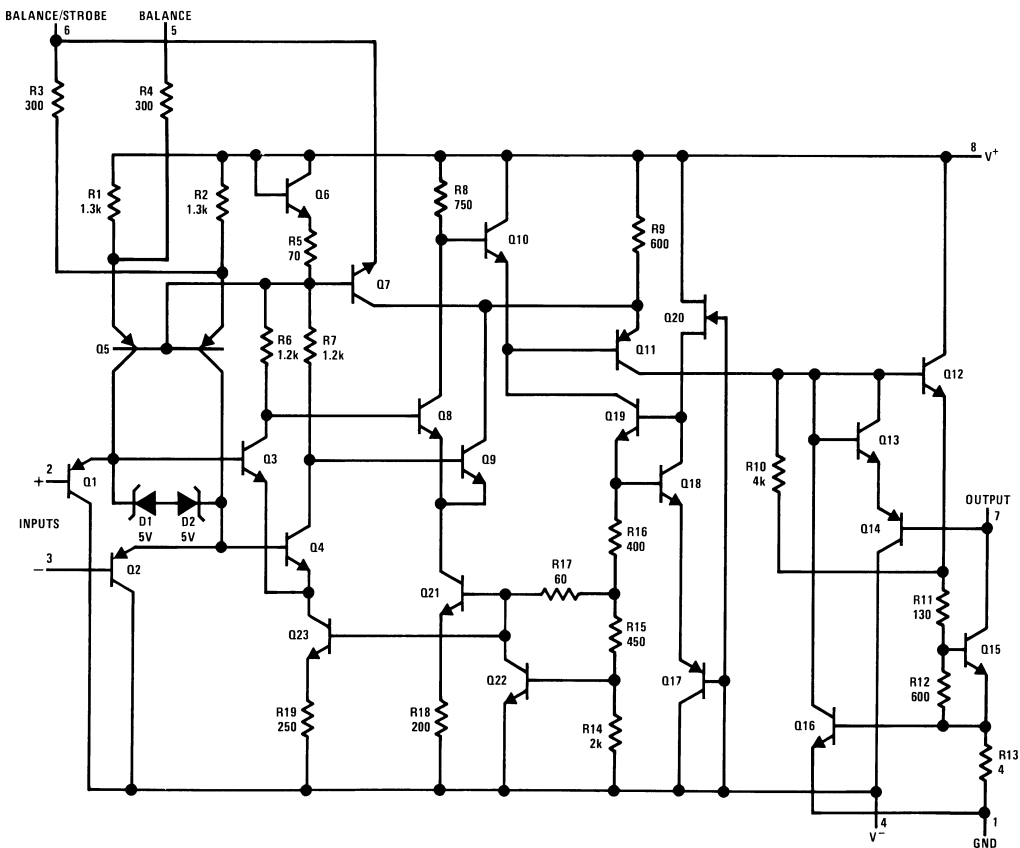 BALANCE/STROBE
6
BALANCE
5
R3
300
R4
300
8
V+
R1
1.3k
R2
1.3k
Q6
R8
750
R5
70
Q10
R9
600
Q7
Q20
Q5
R6
1.2k
R7
1.2k
Q11
Q12
Q8
Q19
Q13
2
+
Q1
Q3
Q9
Q18
R10
4k
OUTPUT
7
INPUTS
D1
5V
D2
5V
Q14
R16
400
3
−
Q2
Q4
R17
60
Q21
R11
130
Q23
R15
450
Q15
Q22
Q17
R12
600
R19
250
R18
200
R14
2k
Q16
R13
4
4
V−
1
GND